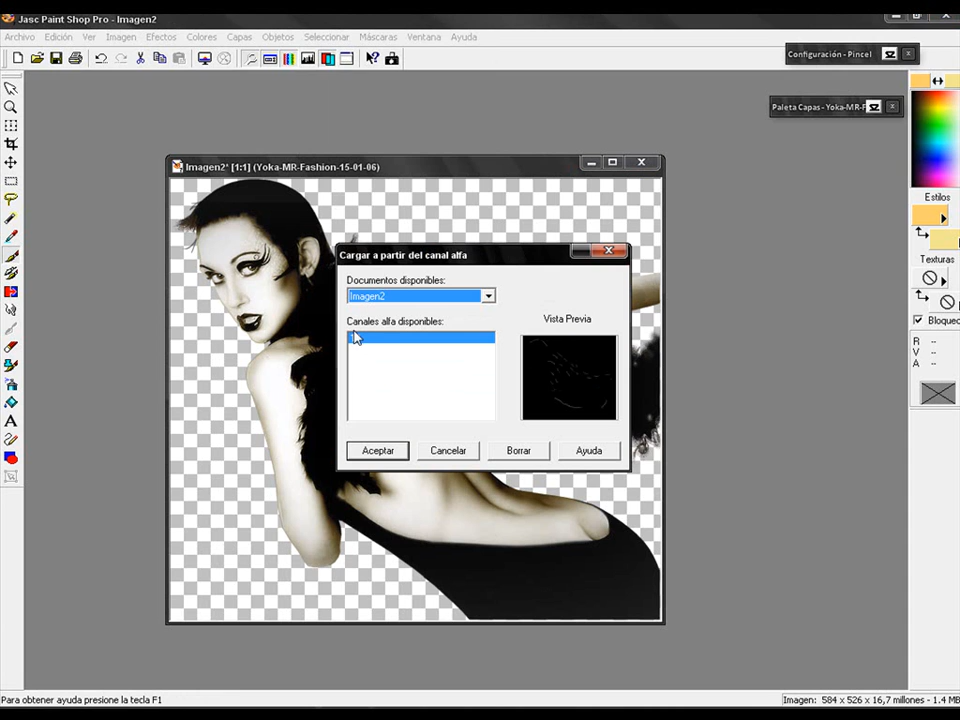 Jasc Paint Shop Pro - Imagen2
Archivo Edición Ver Imagen Efectos Colores Capas Objetos Seleccionar Máscaras Ventana Ayuda
Configuración - Pincel
Paleta Capas - Yoka-MR-F
Imagen2* [1:1] (Yoka-MR-Fashion-15-01-06)
Estilos
Texturas
Bloquec
R --
V --
A --
Cargar a partir del canal alfa
Documentos disponibles:
Imagen2
Canales alfa disponibles:
Vista Previa
Aceptar Cancelar Borrar Ayuda
Para obtener ayuda presione la tecla F1
Imagen: 584 x 526 x 16,7 millones - 1.4 MB